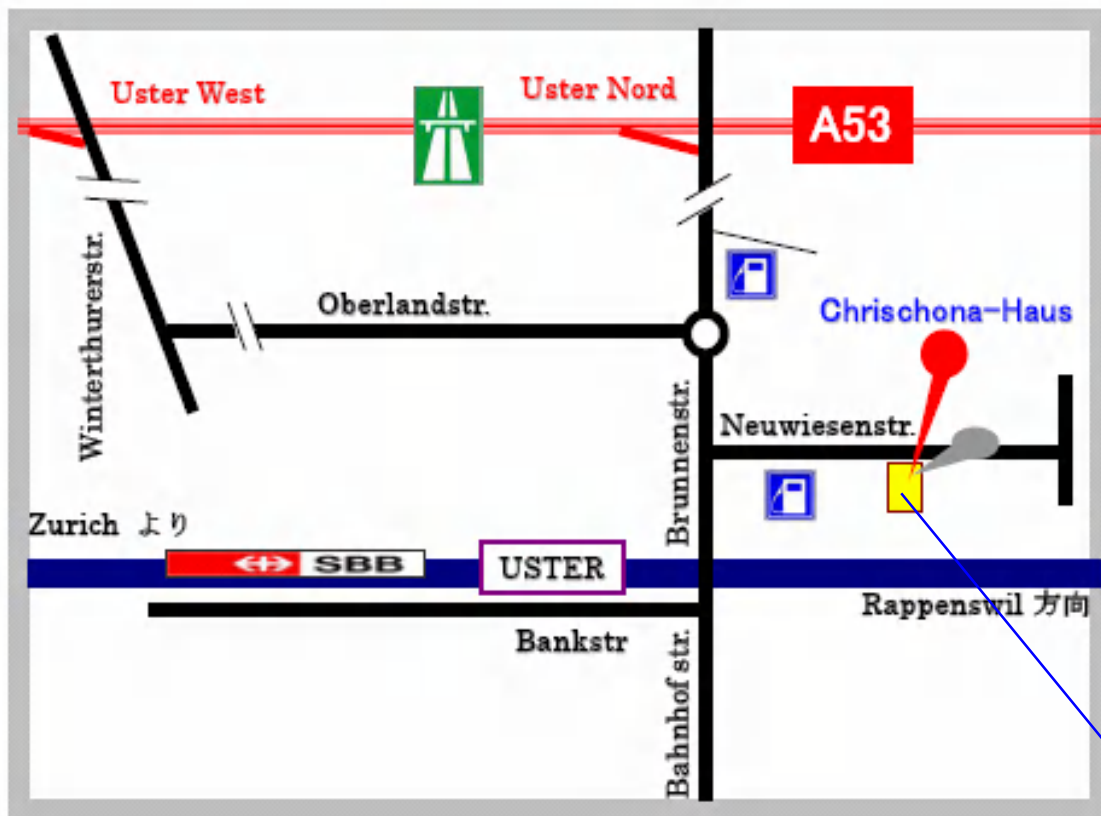 Uster West
Uster Nord
A53
Winterthurerstr.
Oberlandstr.
Chrischona-Haus
Brunnenstr.
Neuwiesenstr.
Zurich より
SBB
USTER
Rappenswil 方向
Bankstr
Bahnhof str.